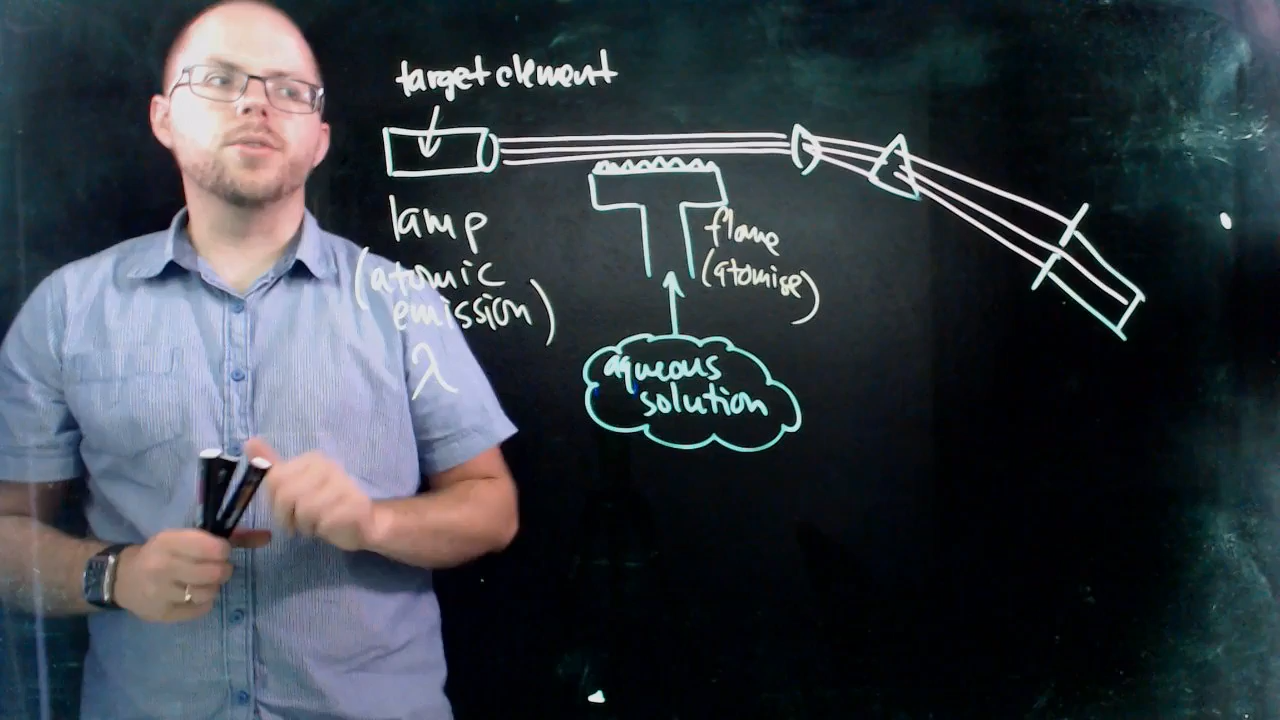 target element
lamp
(atomic
emission)
λ
flame
(atomise)
aqueous
solution